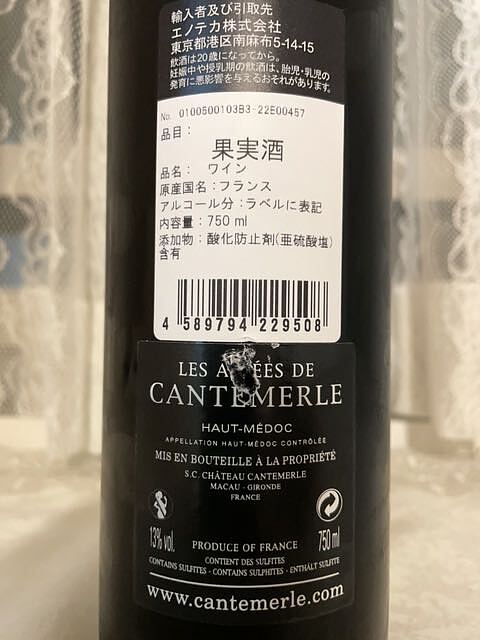 輸入者及び引取先
エノテカ株式会社
東京都港区南麻布5-14-15
飲酒は20歳になってから。
妊娠中や授乳期の飲酒は、胎児・乳児の
発育に悪影響を与えるおそれがあります。
No. 0100500103B3-22E00457
品目：
果実酒
品名： ワイン
原産国名：フランス
アルコール分：ラベルに表記
内容量：750 ml
添加物：酸化防止剤(亜硫酸塩)
含有
4 589794 229508
LES DE
CANTEMERLE
HAUT-MÉDOC
APPELLATION HAUT-MÉDOC CONTRÔLÉE
MIS EN BOUTEILLE À LA PROPRIÉTÉ
S.C. CHÂTEAU CANTEMERLE
MACAU - GIRONDE
FRANCE
13% vol. PRODUCE OF FRANCE 750 ml
CONTIENT DES SULFITES
CONTAINS SULFITES - CONTAINS SULPHITES - ENTHÄLT SULFITE
www.cantemerle.com